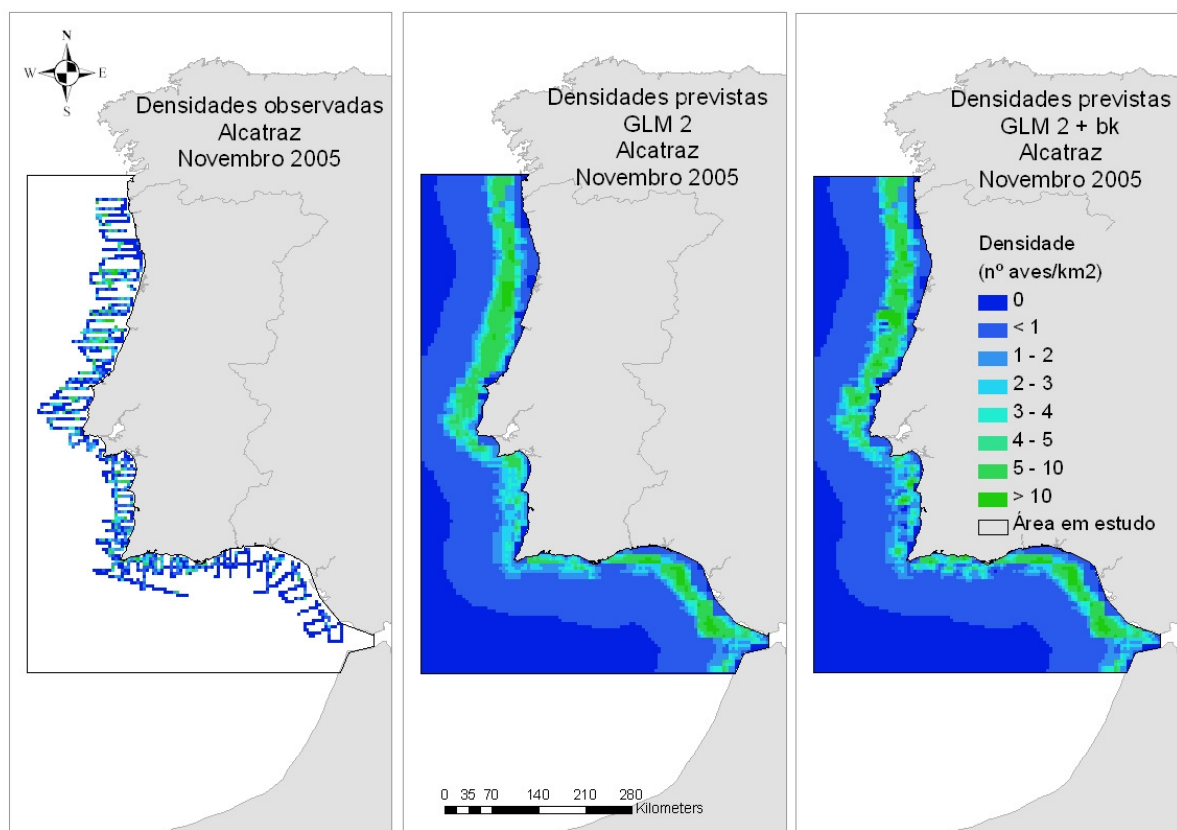 N
W E
S
Densidades observadas
Alcatraz
Novembro 2005
Densidades previstas
GLM 2
Alcatraz
Novembro 2005
0 35 70 140 210 280
Kilometers
Densidades previstas
GLM 2 + bk
Alcatraz
Novembro 2005
Densidade
(nº aves/km2)
0
< 1
1 - 2
2 - 3
3 - 4
4 - 5
5 - 10
> 10
Área em estudo